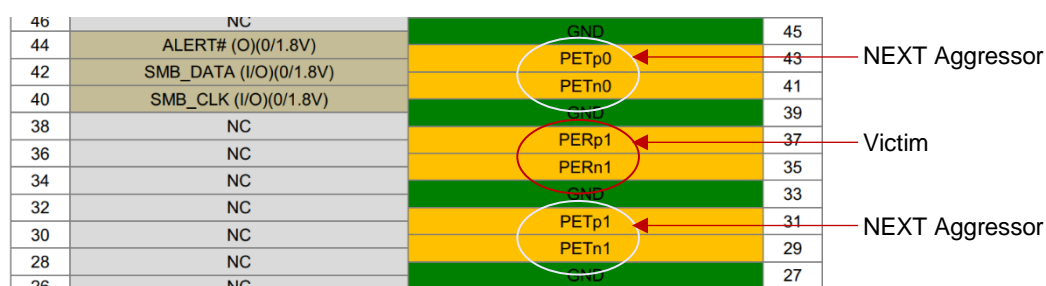 46 NC GND 45
44 ALERT# (O)(0/1.8V) PETp0 43 NEXT Aggressor
42 SMB_DATA (I/O)(0/1.8V) PETn0 41
40 SMB_CLK (I/O)(0/1.8V) GND 39
38 NC PERp1 37 Victim
36 NC PERn1 35
34 NC GND 33
32 NC PETp1 31 NEXT Aggressor
30 NC PETn1 29
28 NC GND 27
26 NC